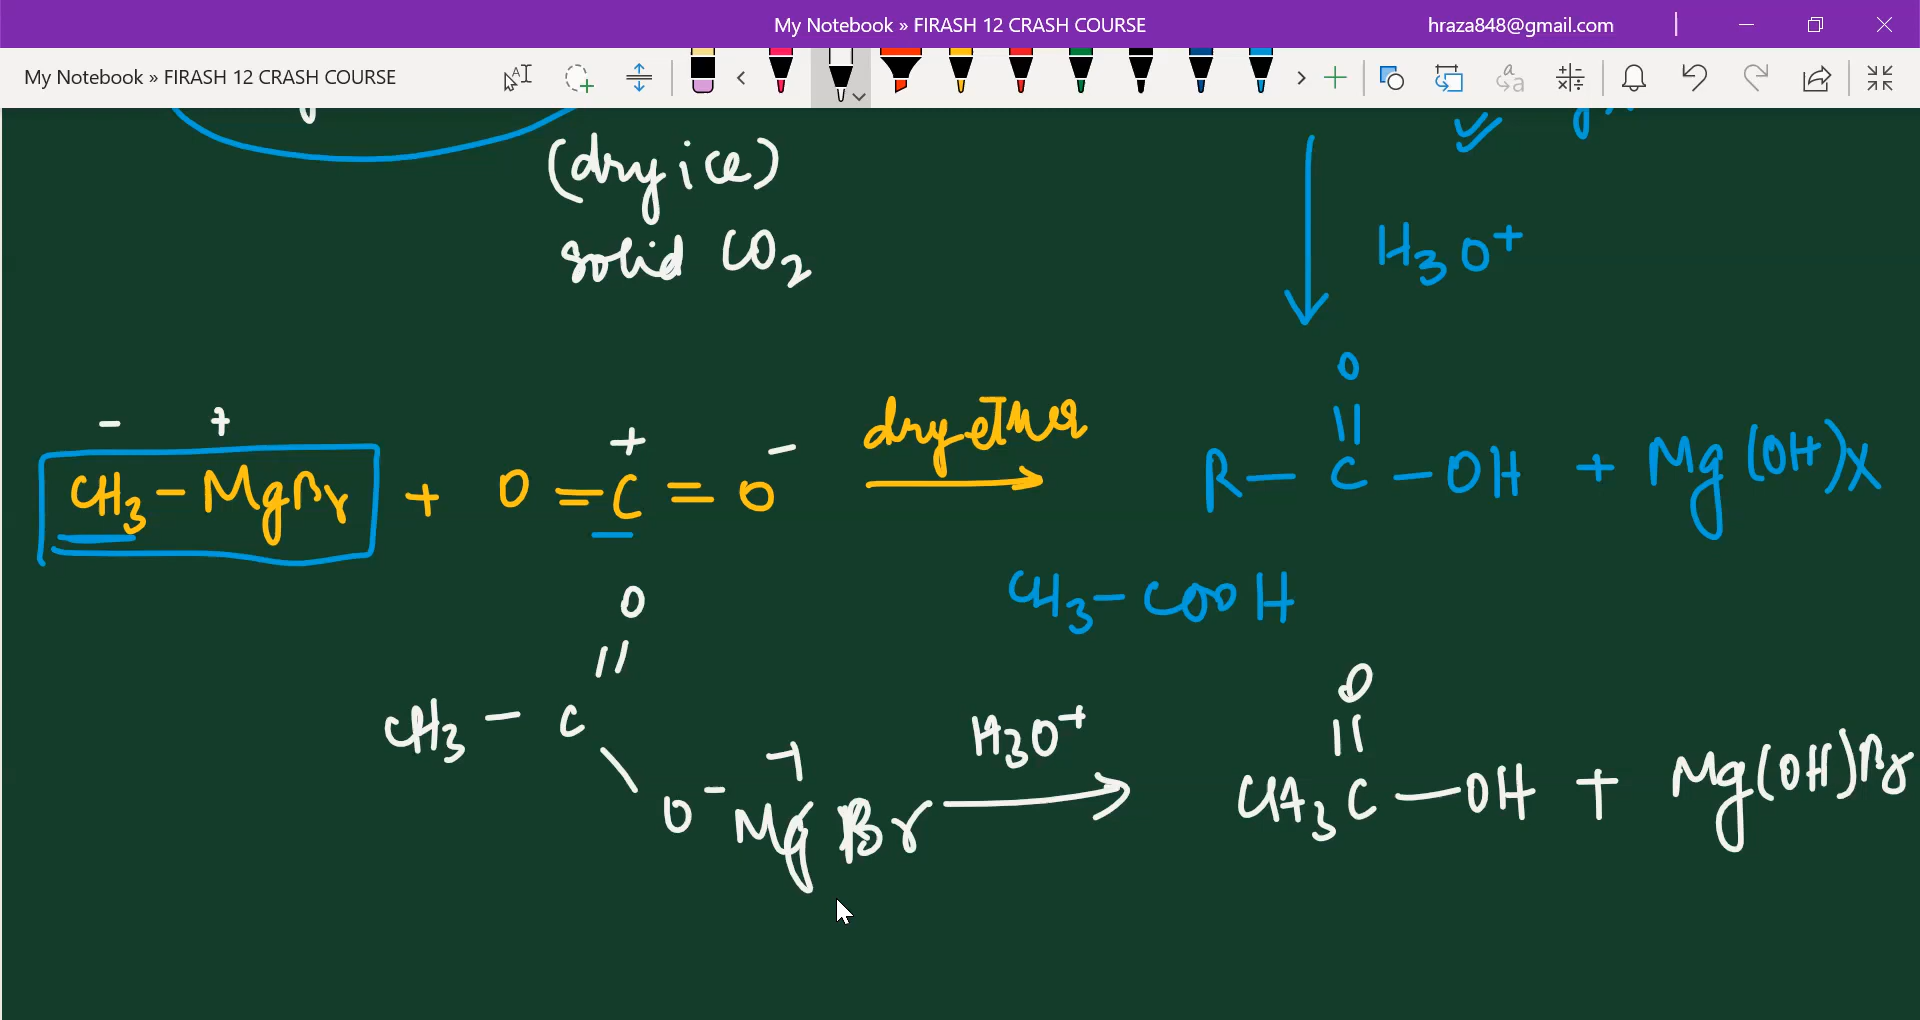 My Notebook » FIRASH 12 CRASH COURSE
hraza848@gmail.com
My Notebook » FIRASH 12 CRASH COURSE
(dry ice)
solid CO2
H3O+
O
||
R — C — OH + Mg(OH)X
- + + -
CH3 — MgBr + O = C = O dry ether →
CH3 — COOH
O
||
CH3 — C
\
O- +MgBr H3O+ →
O
||
CH3C — OH + Mg(OH)Br